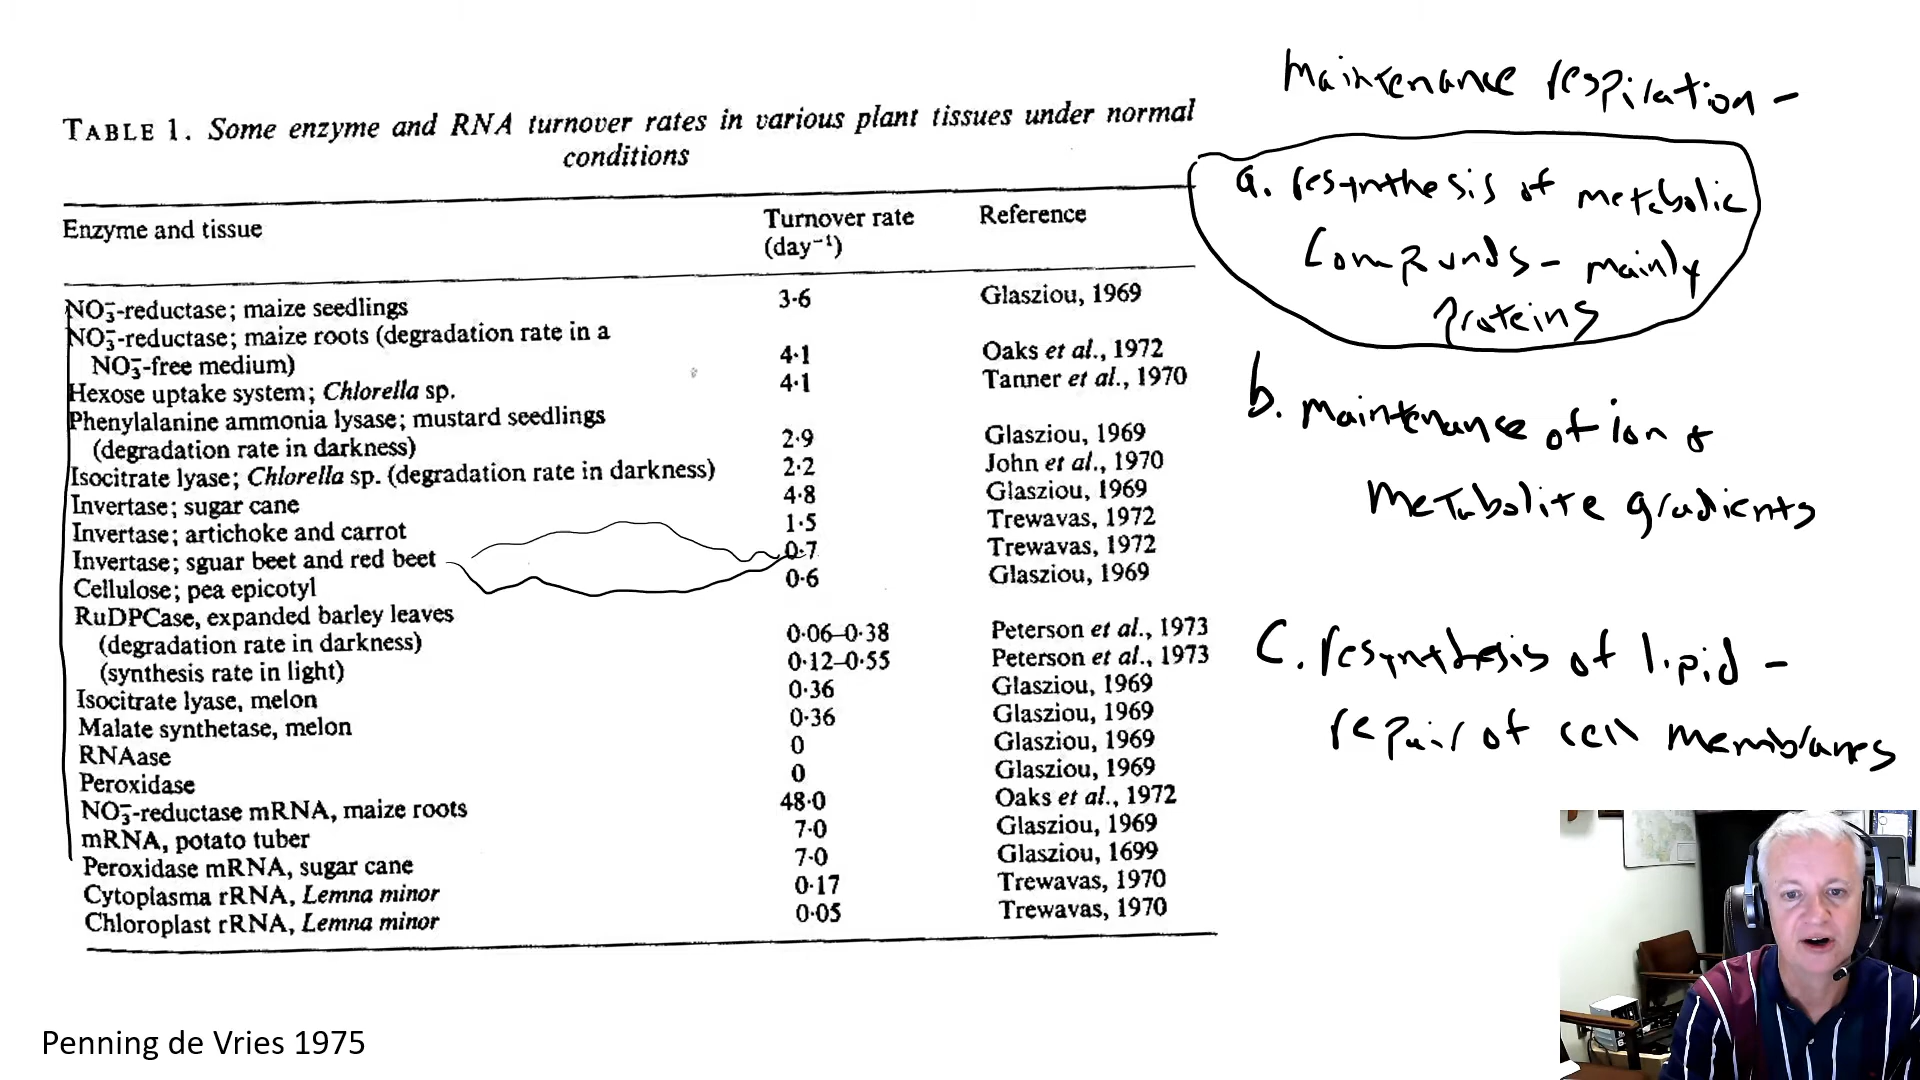 TABLE 1. Some enzyme and RNA turnover rates in various plant tissues under normal
conditions
Enzyme and tissue Turnover rate (day⁻¹) Reference
NO₃⁻-reductase; maize seedlings 3·6 Glasziou, 1969
NO₃⁻-reductase; maize roots (degradation rate in a
NO₃⁻-free medium) 4·1 Oaks et al., 1972
Hexose uptake system; Chlorella sp. 4·1 Tanner et al., 1970
Phenylalanine ammonia lysase; mustard seedlings
(degradation rate in darkness) 2·9 Glasziou, 1969
Isocitrate lyase; Chlorella sp. (degradation rate in darkness) 2·2 John et al., 1970
Invertase; sugar cane 4·8 Glasziou, 1969
Invertase; artichoke and carrot 1·5 Trewavas, 1972
Invertase; sguar beet and red beet 0·7 Trewavas, 1972
Cellulose; pea epicotyl 0·6 Glasziou, 1969
RuDPCase, expanded barley leaves
(degradation rate in darkness) 0·06–0·38 Peterson et al., 1973
(synthesis rate in light) 0·12–0·55 Peterson et al., 1973
Isocitrate lyase, melon 0·36 Glasziou, 1969
Malate synthetase, melon 0·36 Glasziou, 1969
RNAase 0 Glasziou, 1969
Peroxidase 0 Glasziou, 1969
NO₃⁻-reductase mRNA, maize roots 48·0 Oaks et al., 1972
mRNA, potato tuber 7·0 Glasziou, 1969
Peroxidase mRNA, sugar cane 7·0 Glasziou, 1699
Cytoplasma rRNA, Lemna minor 0·17 Trewavas, 1970
Chloroplast rRNA, Lemna minor 0·05 Trewavas, 1970
Penning de Vries 1975
Maintenance respiration -
a. resynthesis of metabolic
Compounds - mainly
Proteins
b. Maintenance of ion &
Metabolite gradients
C. resynthesis of lipid -
repair of cell membranes